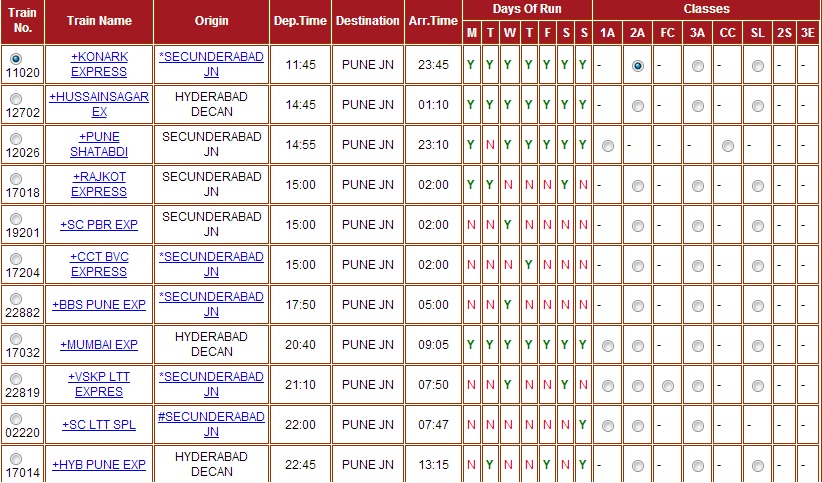 Train No. Train Name Origin Dep.Time Destination Arr.Time Days Of Run Classes
M T W T F S S 1A 2A FC 3A CC SL 2S 3E
11020 +KONARK EXPRESS *SECUNDERABAD JN 11:45 PUNE JN 23:45 Y Y Y Y Y Y Y - - - - -
12702 +HUSSAINSAGAR EX HYDERABAD DECAN 14:45 PUNE JN 01:10 Y Y Y Y Y Y Y - - - - -
12026 +PUNE SHATABDI SECUNDERABAD JN 14:55 PUNE JN 23:10 Y N Y Y Y Y Y - - - - - -
17018 +RAJKOT EXPRESS SECUNDERABAD JN 15:00 PUNE JN 02:00 Y Y N N N Y N - - - - -
19201 +SC PBR EXP SECUNDERABAD JN 15:00 PUNE JN 02:00 N N Y N N N N - - - - -
17204 +CCT BVC EXPRESS *SECUNDERABAD JN 15:00 PUNE JN 02:00 N N N Y N N N - - - - -
22882 +BBS PUNE EXP *SECUNDERABAD JN 17:50 PUNE JN 05:00 N N Y N N N N - - - - -
17032 +MUMBAI EXP HYDERABAD DECAN 20:40 PUNE JN 09:05 Y Y Y Y Y Y Y - - - -
22819 +VSKP LTT EXPRES *SECUNDERABAD JN 21:10 PUNE JN 07:50 N N Y N N Y N - - -
02220 +SC LTT SPL #SECUNDERABAD JN 22:00 PUNE JN 07:47 N N N N N N Y - - - - -
17014 +HYB PUNE EXP HYDERABAD DECAN 22:45 PUNE JN 13:15 N Y N N Y N Y - - - - -